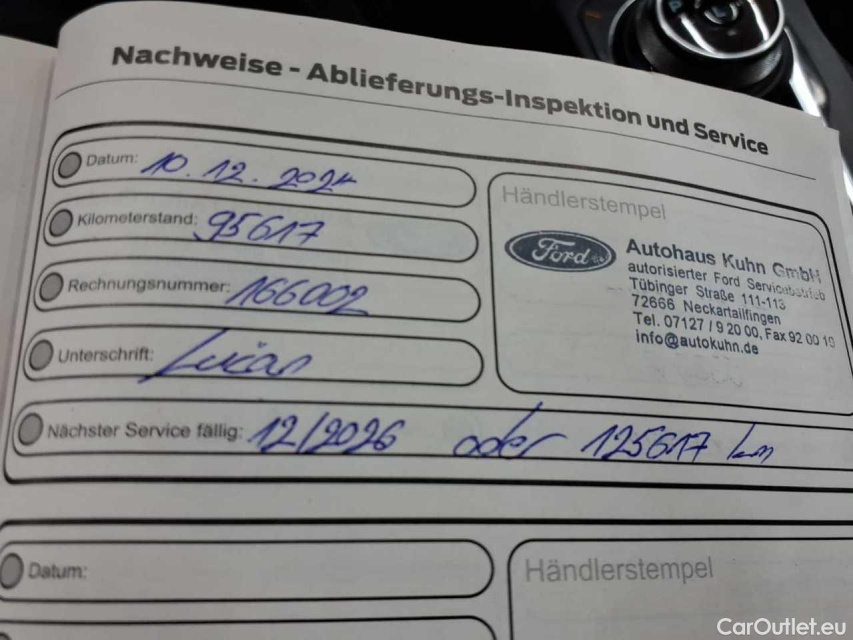 Nachweise - Ablieferungs-Inspektion und Service
Datum: 10.12.2024
Kilometerstand: 95617
Rechnungsnummer: 166002
Unterschrift: Lucas
Nächster Service fällig: 12/2026 oder 125617 km
Händlerstempel
Ford
Autohaus Kuhn GmbH
autorisierter Ford Servicebetrieb
Tübinger Straße 111-113
72666 Neckartailfingen
Tel. 07127 / 9 20 00, Fax 92 00 19
info@autokuhn.de
Datum:
Händlerstempel
CarOutlet.eu